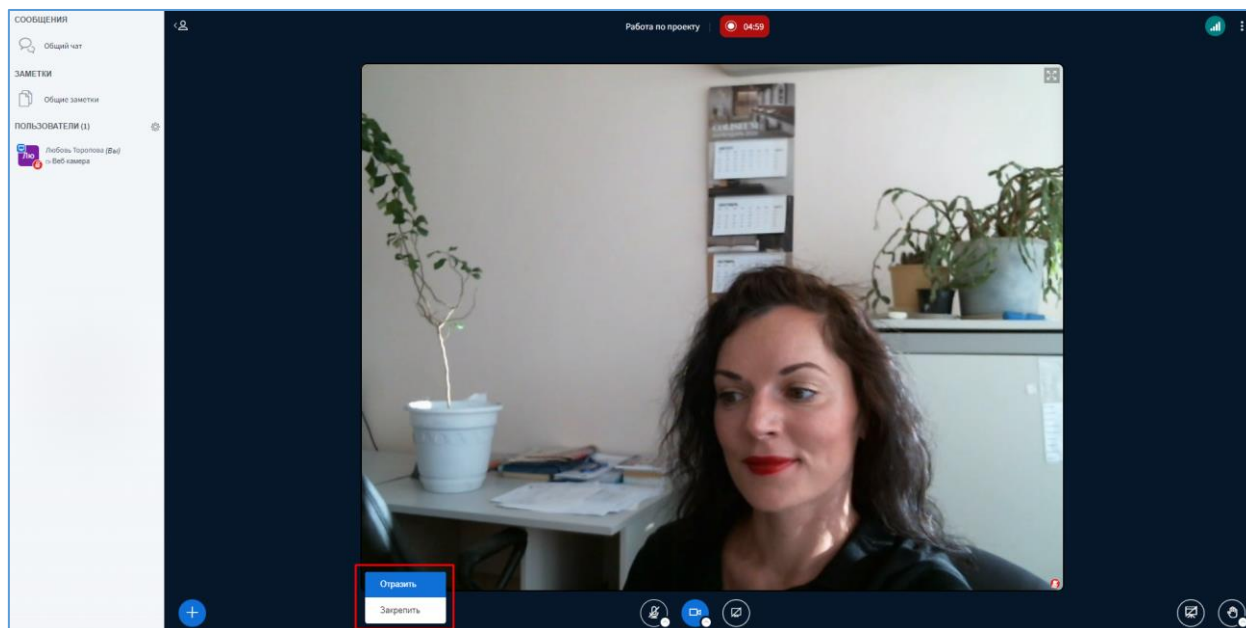 СООБЩЕНИЯ
Общий чат
ЗАМЕТКИ
Общие заметки
ПОЛЬЗОВАТЕЛИ (1)
Лю
Любовь Торопова (Вы)
Веб-камера
Работа по проекту
04:59
Отразить
Закрепить